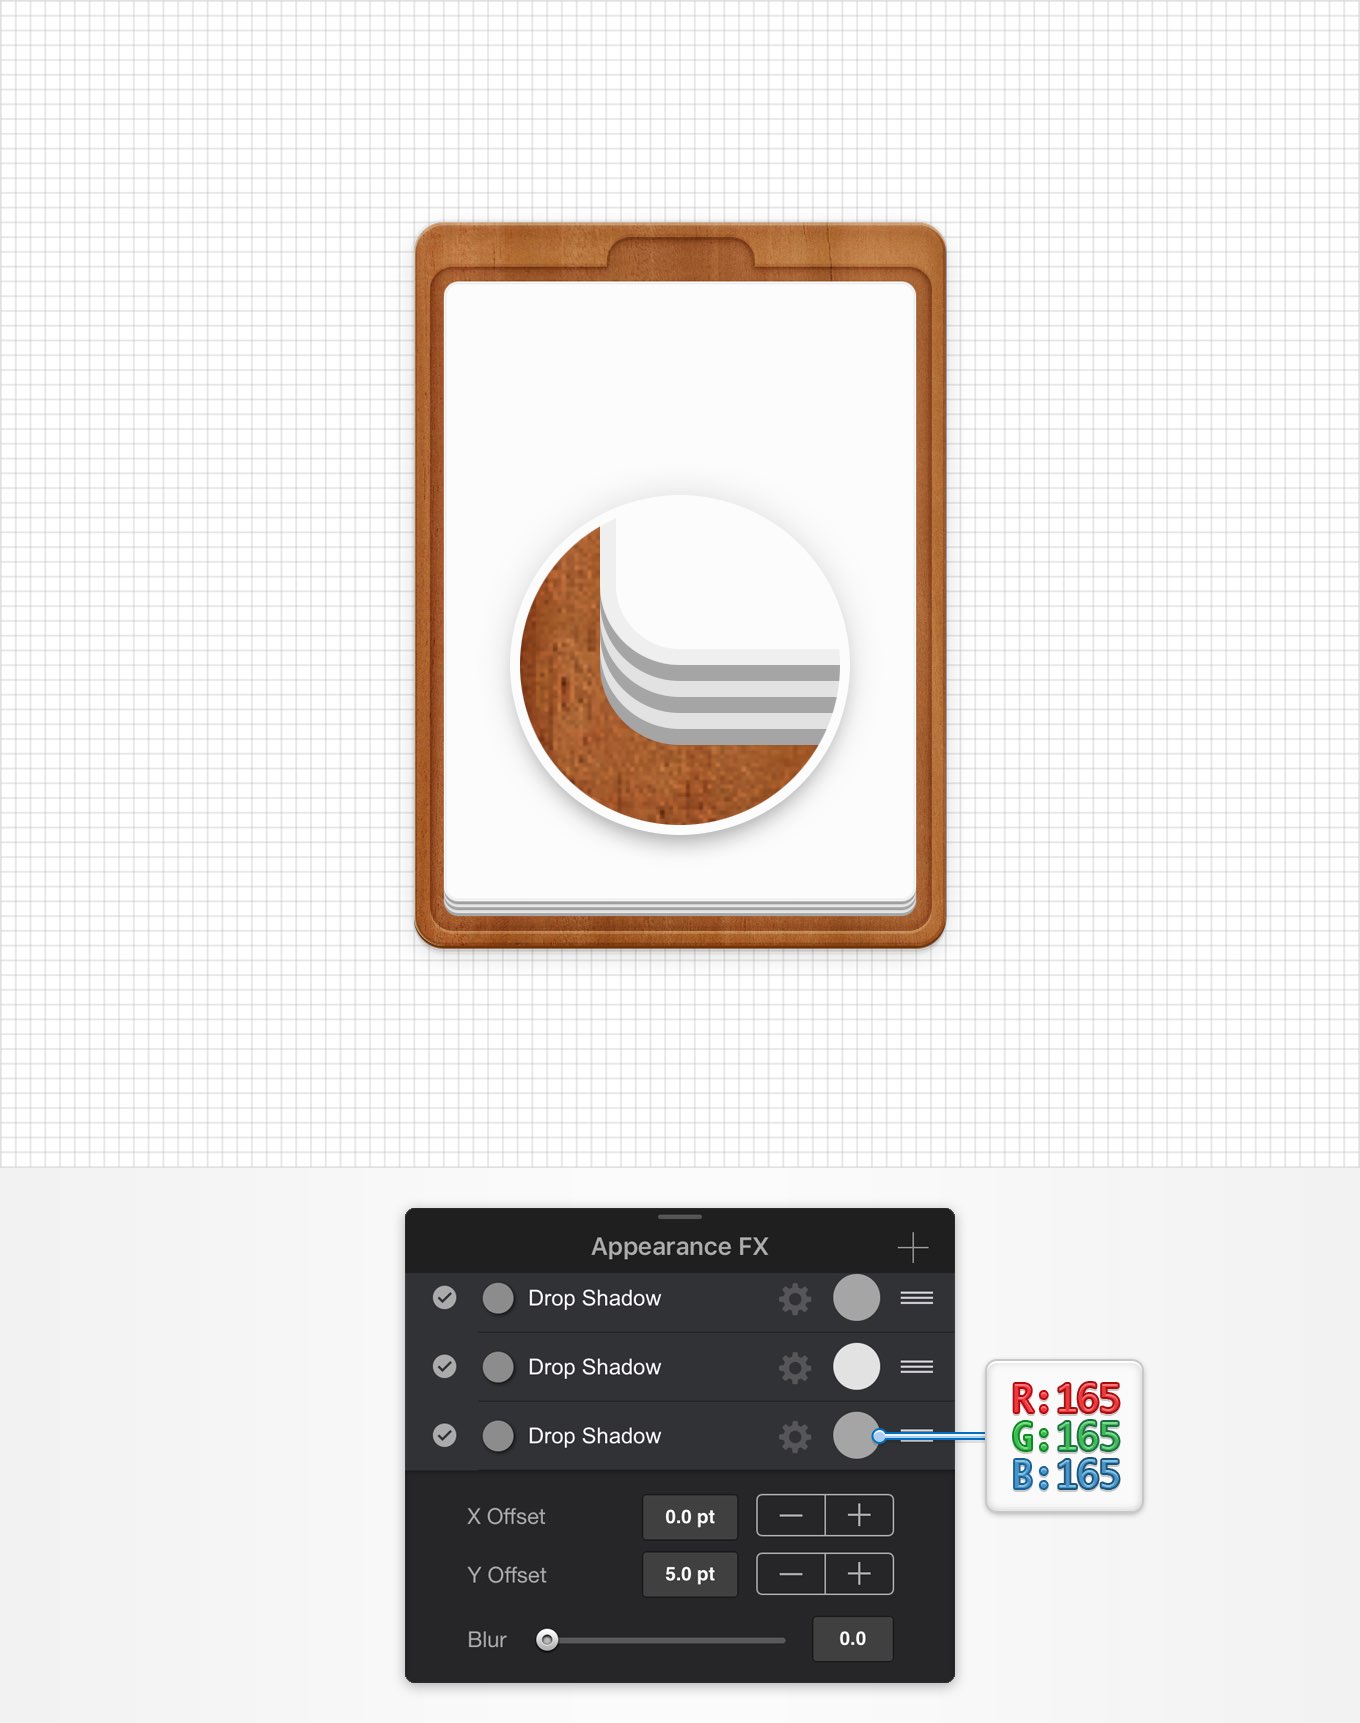 Appearance FX
Drop Shadow
Drop Shadow
Drop Shadow
R:165
G:165
B:165
X Offset 0.0 pt
Y Offset 5.0 pt
Blur 0.0